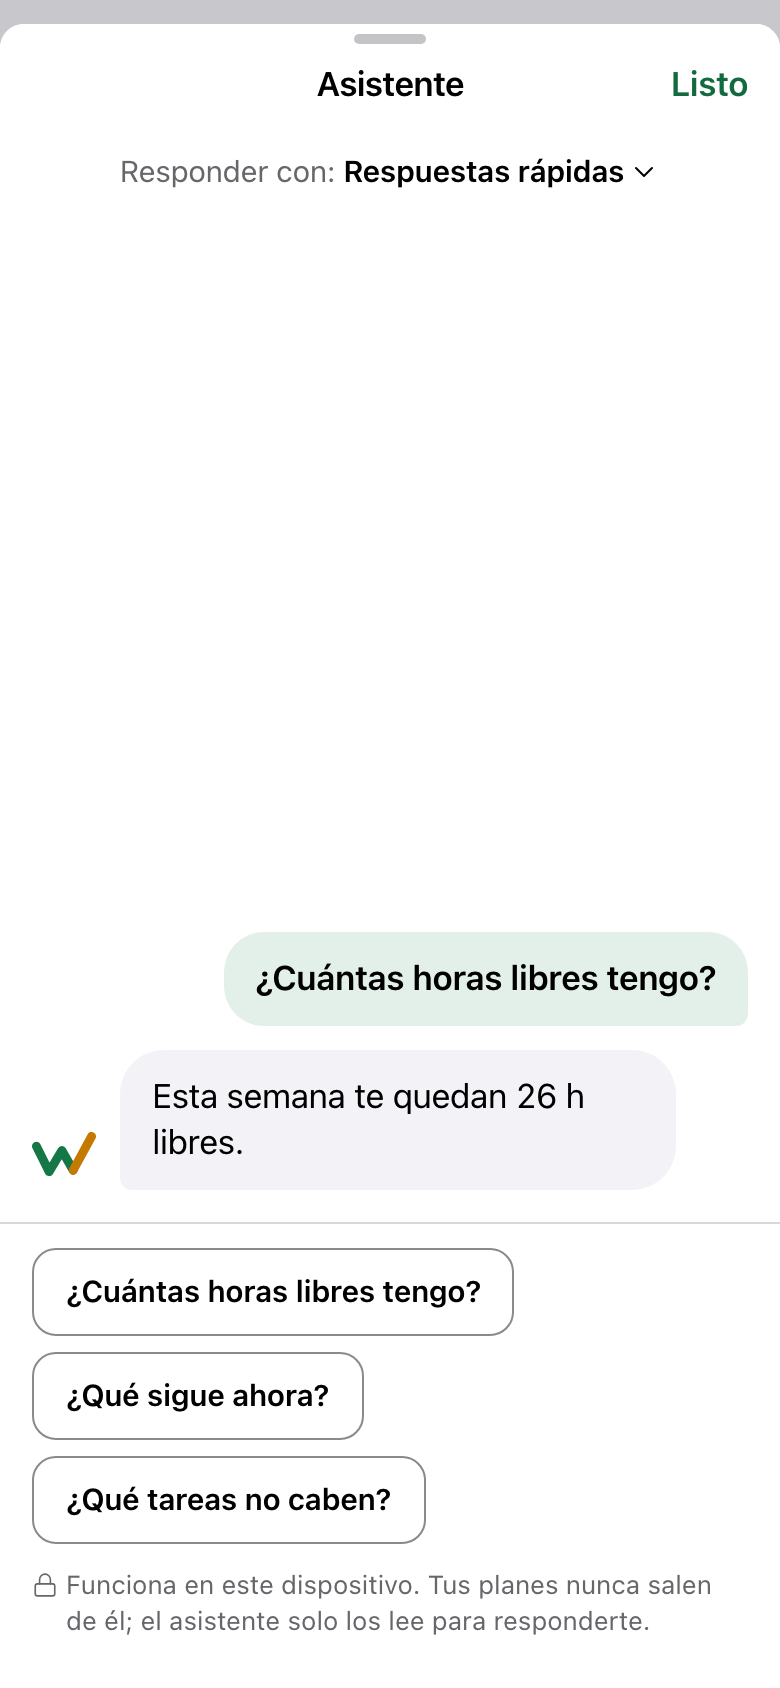 Asistente
Listo
Responder con: Respuestas rápidas
¿Cuántas horas libres tengo?
Esta semana te quedan 26 h
libres.
¿Cuántas horas libres tengo?
¿Qué sigue ahora?
¿Qué tareas no caben?
Funciona en este dispositivo. Tus planes nunca salen
de él; el asistente solo los lee para responderte.